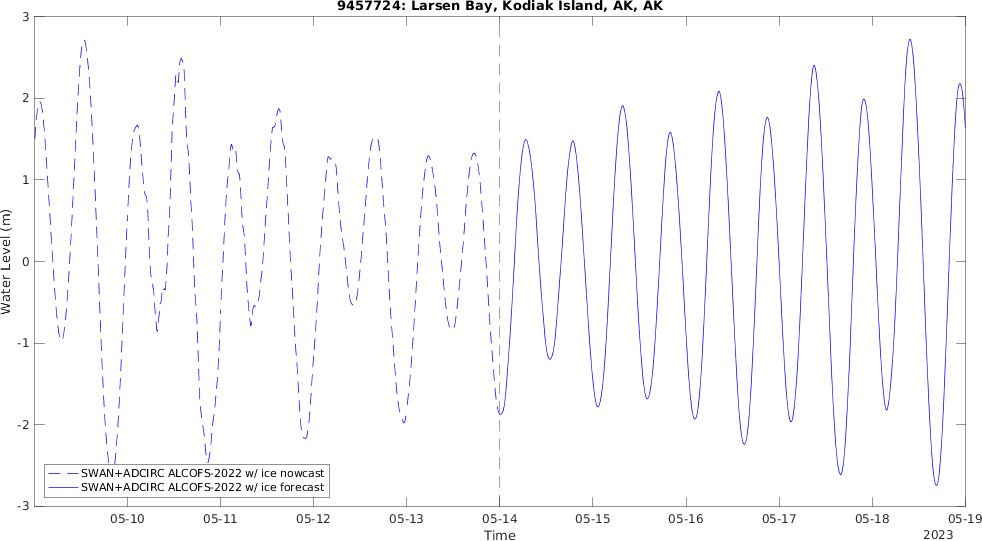 9457724: Larsen Bay, Kodiak Island, AK, AK
3
2
1
0
-1
-2
-3
Water Level (m)
SWAN+ADCIRC ALCOFS-2022 w/ ice nowcast
SWAN+ADCIRC ALCOFS-2022 w/ ice forecast
05-10 05-11 05-12 05-13 05-14 05-15 05-16 05-17 05-18 05-19
Time
2023